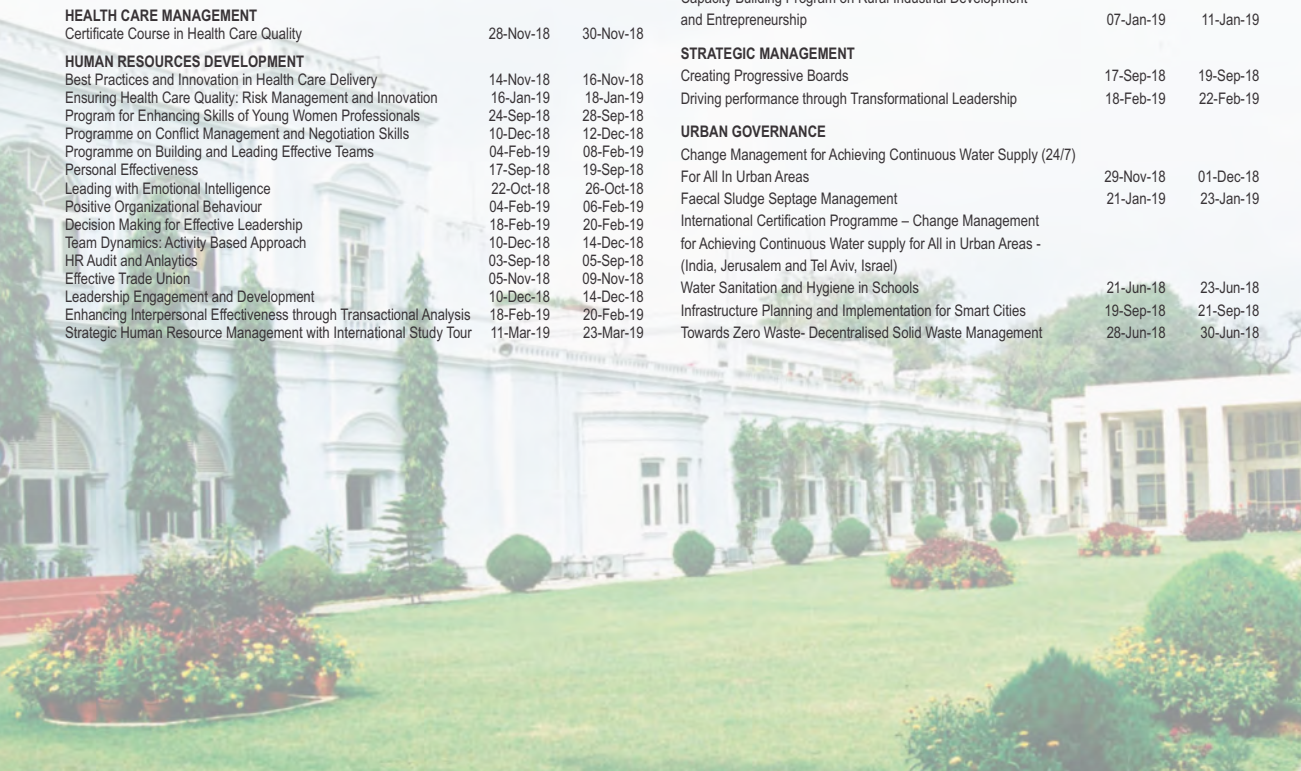 HEALTH CARE MANAGEMENT
Certificate Course in Health Care Quality 28-Nov-18 30-Nov-18
HUMAN RESOURCES DEVELOPMENT
Best Practices and Innovation in Health Care Delivery 14-Nov-18 16-Nov-18
Ensuring Health Care Quality: Risk Management and Innovation 16-Jan-19 18-Jan-19
Program for Enhancing Skills of Young Women Professionals 24-Sep-18 28-Sep-18
Programme on Conflict Management and Negotiation Skills 10-Dec-18 12-Dec-18
Programme on Building and Leading Effective Teams 04-Feb-19 08-Feb-19
Personal Effectiveness 17-Sep-18 19-Sep-18
Leading with Emotional Intelligence 22-Oct-18 26-Oct-18
Positive Organizational Behaviour 04-Feb-19 06-Feb-19
Decision Making for Effective Leadership 18-Feb-19 20-Feb-19
Team Dynamics: Activity Based Approach 10-Dec-18 14-Dec-18
HR Audit and Anlaytics 03-Sep-18 05-Sep-18
Effective Trade Union 05-Nov-18 09-Nov-18
Leadership Engagement and Development 10-Dec-18 14-Dec-18
Enhancing Interpersonal Effectiveness through Transactional Analysis 18-Feb-19 20-Feb-19
Strategic Human Resource Management with International Study Tour 11-Mar-19 23-Mar-19
Capacity Building Program on Rural Industrial Development
and Entrepreneurship 07-Jan-19 11-Jan-19
STRATEGIC MANAGEMENT
Creating Progressive Boards 17-Sep-18 19-Sep-18
Driving performance through Transformational Leadership 18-Feb-19 22-Feb-19
URBAN GOVERNANCE
Change Management for Achieving Continuous Water Supply (24/7)
For All In Urban Areas 29-Nov-18 01-Dec-18
Faecal Sludge Septage Management 21-Jan-19 23-Jan-19
International Certification Programme – Change Management
for Achieving Continuous Water supply for All in Urban Areas -
(India, Jerusalem and Tel Aviv, Israel)
Water Sanitation and Hygiene in Schools 21-Jun-18 23-Jun-18
Infrastructure Planning and Implementation for Smart Cities 19-Sep-18 21-Sep-18
Towards Zero Waste- Decentralised Solid Waste Management 28-Jun-18 30-Jun-18